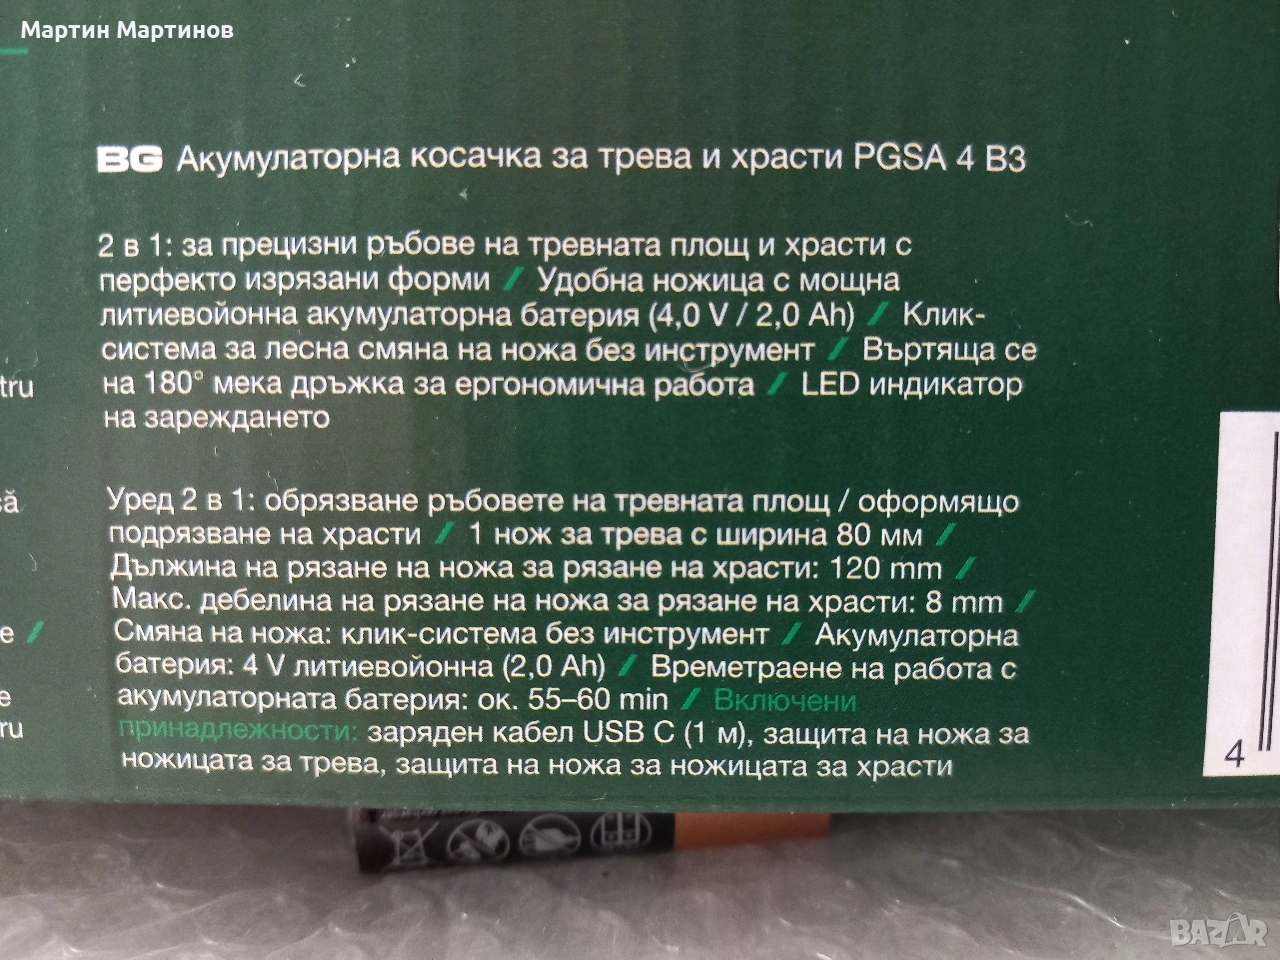 Мартин Мартинов
BG Акумулаторна косачка за трева и храсти PGSA 4 B3
2 в 1: за прецизни ръбове на тревната площ и храсти с
перфекто изрязани форми / Удобна ножица с мощна
литиевойонна акумулаторна батерия (4,0 V / 2,0 Ah) / Клик-
система за лесна смяна на ножа без инструмент / Въртяща се
на 180° мека дръжка за ергономична работа / LED индикатор
на зареждането
tru
Уред 2 в 1: обрязване ръбовете на тревната площ / оформящо
подрязване на храсти / 1 нож за трева с ширина 80 мм /
Дължина на рязане на ножа за рязане на храсти: 120 mm /
Макс. дебелина на рязане на ножа за рязане на храсти: 8 mm /
Смяна на ножа: клик-система без инструмент / Акумулаторна
батерия: 4 V литиевойонна (2,0 Ah) / Времетраене на работа с
акумулаторната батерия: ок. 55–60 min / Включени
принадлежности: заряден кабел USB C (1 м), защита на ножа за
ножицата за трева, защита на ножа за ножицата за храсти
să
e /
e
ru
4
BAZAR